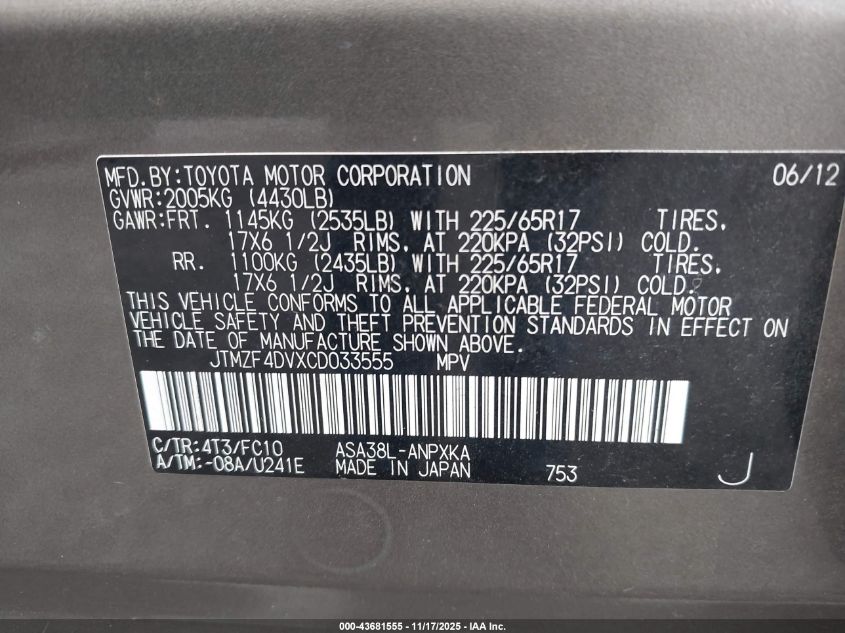 MFD.BY:TOYOTA MOTOR CORPORATION 06/12
GVWR:2005KG (4430LB)
GAWR:FRT. 1145KG (2535LB) WITH 225/65R17 TIRES,
17X6 1/2J RIMS, AT 220KPA (32PSI) COLD.
RR. 1100KG (2435LB) WITH 225/65R17 TIRES,
17X6 1/2J RIMS, AT 220KPA (32PSI) COLD.
THIS VEHICLE CONFORMS TO ALL APPLICABLE FEDERAL MOTOR
VEHICLE SAFETY AND THEFT PREVENTION STANDARDS IN EFFECT ON
THE DATE OF MANUFACTURE SHOWN ABOVE.
JTMZF4DVXCD033555 MPV
C/TR:4T3/FC10 ASA38L-ANPXKA
A/TM:-08A/U241E MADE IN JAPAN 753 J
000-43681555 - 11/17/2025 - IAA Inc.